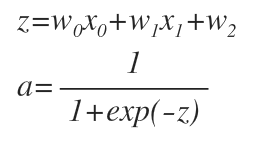 z=w₀x₀+w₁x₁+w₂
a= 1
1+exp(-z)